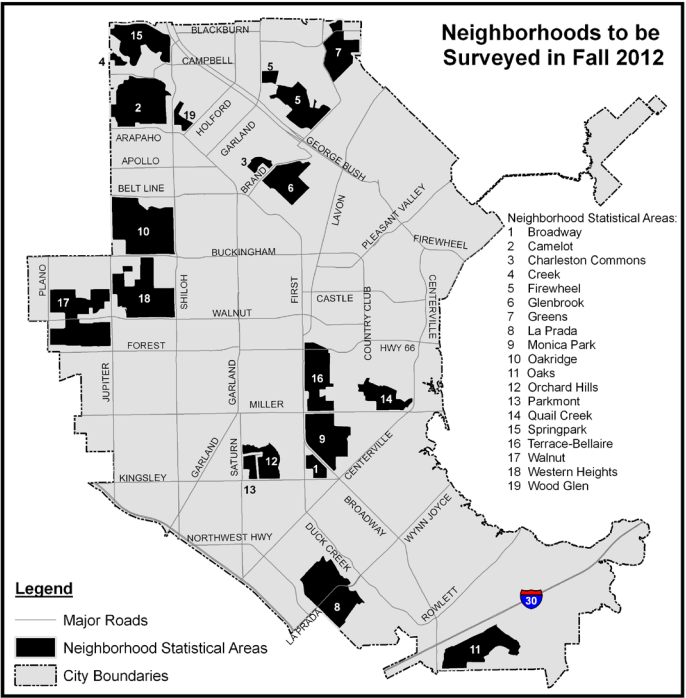 Neighborhoods to be
Surveyed in Fall 2012
BLACKBURN
15
7
4
CAMPBELL
5
5
2
19
HOLFORD
GARLAND
ARAPAHO
GEORGE BUSH
APOLLO
3
BRAND
6
BELT LINE
LAVON
PLEASANT VALLEY
10
FIREWHEEL
BUCKINGHAM
PLANO
SHILOH
FIRST
CENTERVILLE
17
18
CASTLE
COUNTRY CLUB
WALNUT
FOREST
HWY 66
JUPITER
GARLAND
16
14
MILLER
GARLAND
SATURN
9
CENTERVILLE
12
1
KINGSLEY
13
BROADWAY
WYNN JOYCE
NORTHWEST HWY
DUCK CREEK
8
LA PRADA
ROWLETT
30
11
Neighborhood Statistical Areas:
1 Broadway
2 Camelot
3 Charleston Commons
4 Creek
5 Firewheel
6 Glenbrook
7 Greens
8 La Prada
9 Monica Park
10 Oakridge
11 Oaks
12 Orchard Hills
13 Parkmont
14 Quail Creek
15 Springpark
16 Terrace-Bellaire
17 Walnut
18 Western Heights
19 Wood Glen
Legend
Major Roads
Neighborhood Statistical Areas
City Boundaries